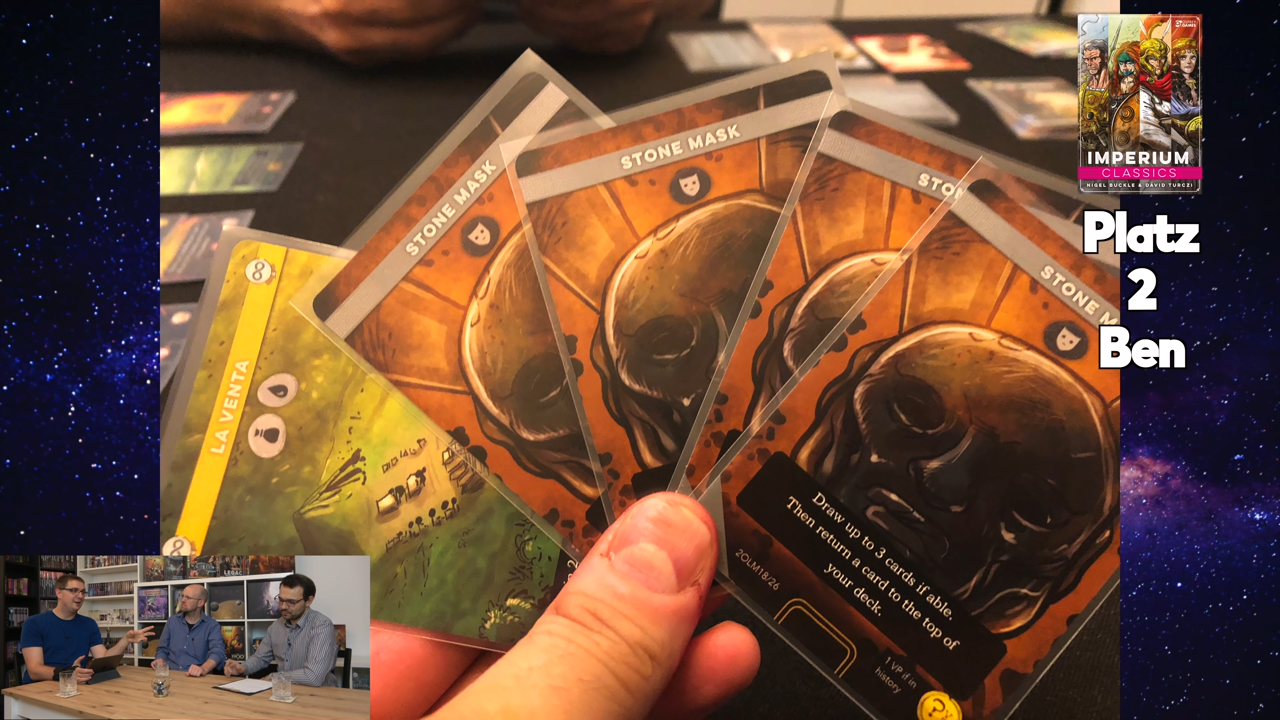 STONE MASK
STONE MASK
STO
STONE M
LA VENTA
Draw up to 3 cards if able.
Then return a card to the top of
your deck.
2OLM18/26
1 VP if in
history
IMPERIUM
CLASSICS
NIGEL BUCKLE & DÁVID TURCZI
Platz
2
Ben